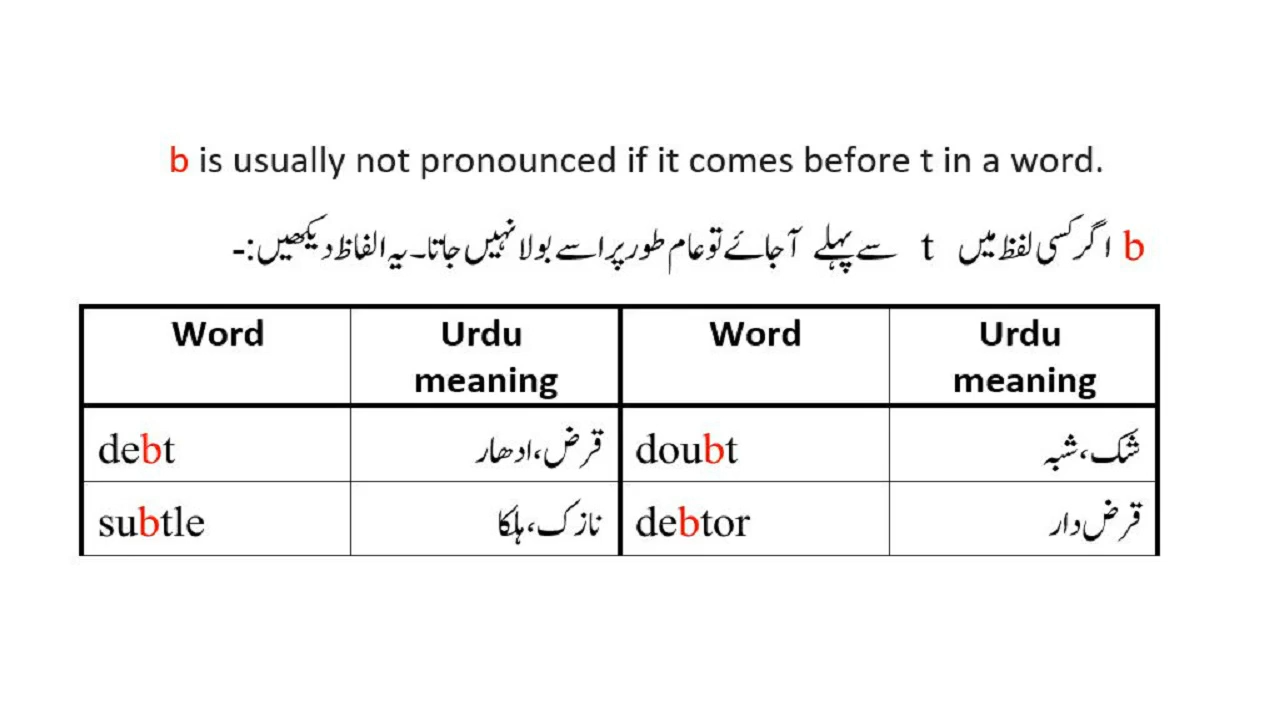 b is usually not pronounced if it comes before t in a word.
b اگر کسی لفظ میں t سے پہلے آ جائے تو عام طور پر اسے بولا نہیں جاتا۔ یہ الفاظ دیکھیں:-
Word Urdu meaning Word Urdu meaning
debt قرض، ادھار doubt شک، شبہ
subtle نازک، ہلکا debtor قرض دار